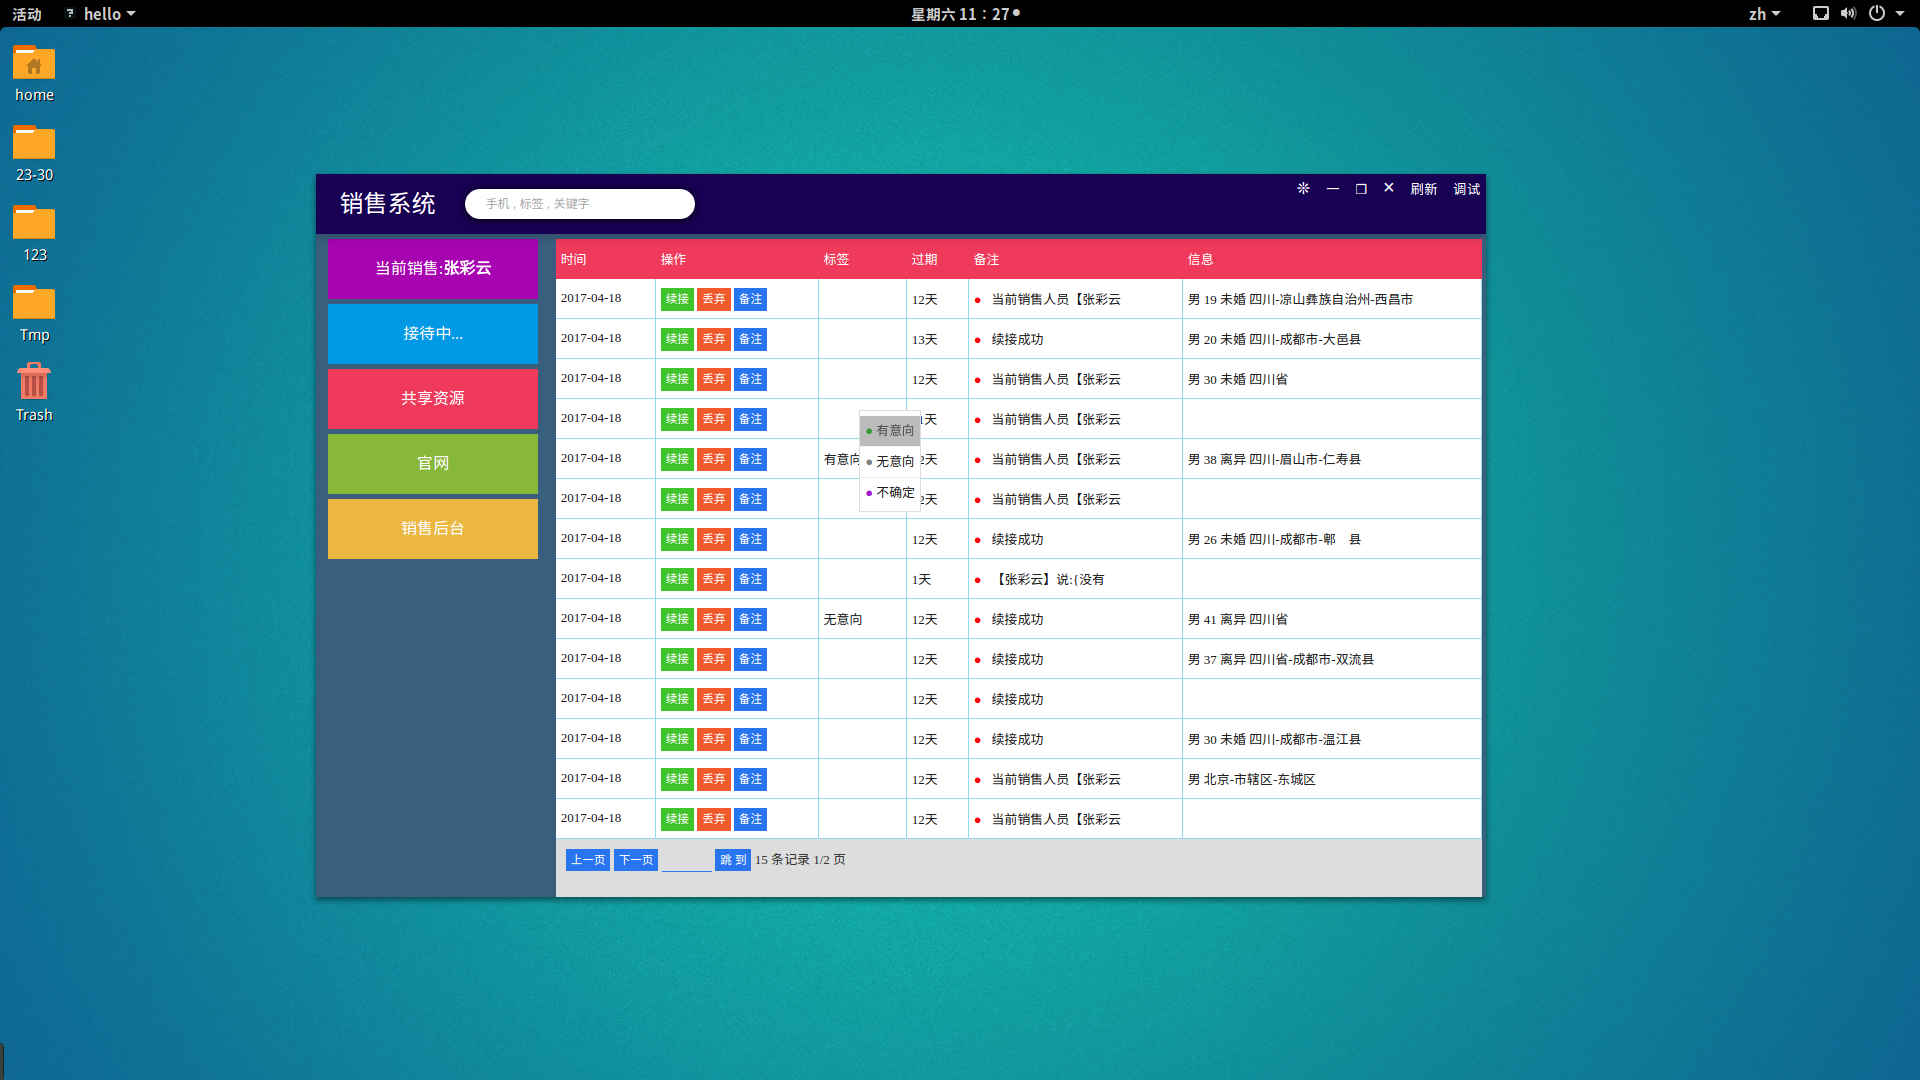 活动 hello 星期六 11：27 zh
home
23-30
123
Tmp
Trash
销售系统 手机 , 标签 , 关键字 刷新 调试
当前销售:张彩云
接待中...
共享资源
官网
销售后台
时间 操作 标签 过期 备注 信息
2017-04-18 续接 丢弃 备注 12天 当前销售人员【张彩云 男 19 未婚 四川-凉山彝族自治州-西昌市
2017-04-18 续接 丢弃 备注 13天 续接成功 男 20 未婚 四川-成都市-大邑县
2017-04-18 续接 丢弃 备注 12天 当前销售人员【张彩云 男 30 未婚 四川省
2017-04-18 续接 丢弃 备注 天 当前销售人员【张彩云
2017-04-18 续接 丢弃 备注 有意向 天 当前销售人员【张彩云 男 38 离异 四川-眉山市-仁寿县
2017-04-18 续接 丢弃 备注 天 当前销售人员【张彩云
2017-04-18 续接 丢弃 备注 12天 续接成功 男 26 未婚 四川-成都市-郫　县
2017-04-18 续接 丢弃 备注 1天 【张彩云】说:{没有
2017-04-18 续接 丢弃 备注 无意向 12天 续接成功 男 41 离异 四川省
2017-04-18 续接 丢弃 备注 12天 续接成功 男 37 离异 四川省-成都市-双流县
2017-04-18 续接 丢弃 备注 12天 续接成功
2017-04-18 续接 丢弃 备注 12天 续接成功 男 30 未婚 四川-成都市-温江县
2017-04-18 续接 丢弃 备注 12天 当前销售人员【张彩云 男 北京-市辖区-东城区
2017-04-18 续接 丢弃 备注 12天 当前销售人员【张彩云
有意向
无意向
不确定
上一页 下一页 跳 到 15 条记录 1/2 页